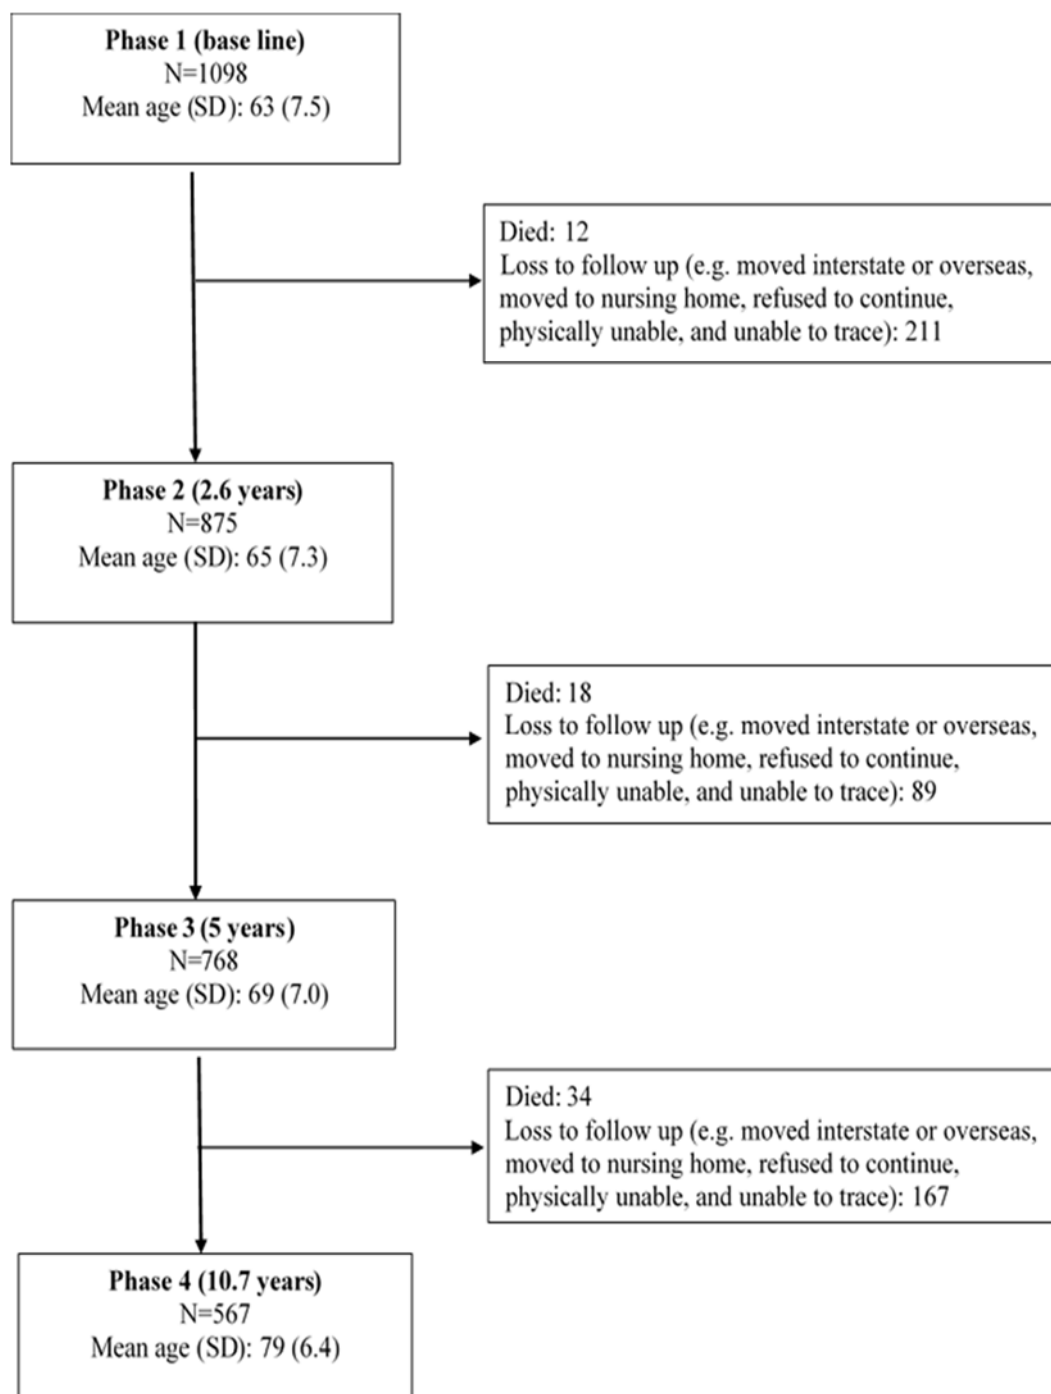 Phase 1 (base line)
N=1098
Mean age (SD): 63 (7.5)
Died: 12
Loss to follow up (e.g. moved interstate or overseas,
moved to nursing home, refused to continue,
physically unable, and unable to trace): 211
Phase 2 (2.6 years)
N=875
Mean age (SD): 65 (7.3)
Died: 18
Loss to follow up (e.g. moved interstate or overseas,
moved to nursing home, refused to continue,
physically unable, and unable to trace): 89
Phase 3 (5 years)
N=768
Mean age (SD): 69 (7.0)
Died: 34
Loss to follow up (e.g. moved interstate or overseas,
moved to nursing home, refused to continue,
physically unable, and unable to trace): 167
Phase 4 (10.7 years)
N=567
Mean age (SD): 79 (6.4)